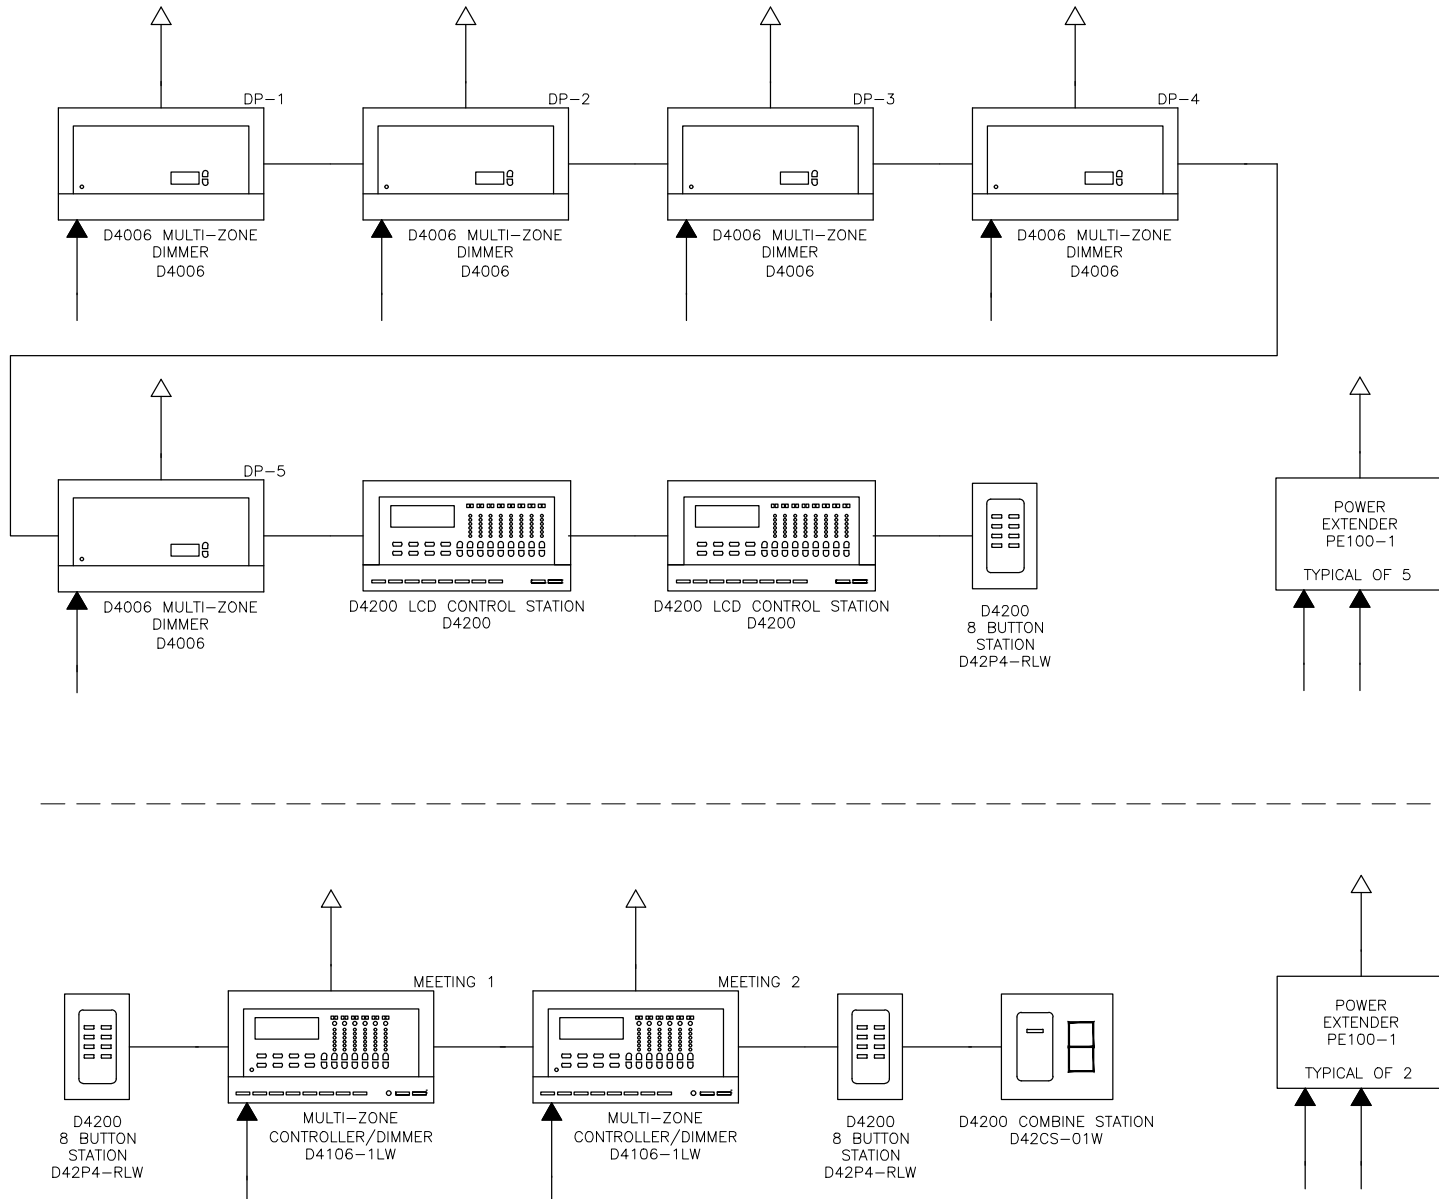 DP-1
DP-2
DP-3
DP-4
D4006 MULTI-ZONE
DIMMER
D4006
D4006 MULTI-ZONE
DIMMER
D4006
D4006 MULTI-ZONE
DIMMER
D4006
D4006 MULTI-ZONE
DIMMER
D4006
DP-5
D4006 MULTI-ZONE
DIMMER
D4006
D4200 LCD CONTROL STATION
D4200
D4200 LCD CONTROL STATION
D4200
D4200
8 BUTTON
STATION
D42P4-RLW
POWER
EXTENDER
PE100-1
TYPICAL OF 5
D4200
8 BUTTON
STATION
D42P4-RLW
MEETING 1
MULTI-ZONE
CONTROLLER/DIMMER
D4106-1LW
MEETING 2
MULTI-ZONE
CONTROLLER/DIMMER
D4106-1LW
D4200
8 BUTTON
STATION
D42P4-RLW
D4200 COMBINE STATION
D42CS-01W
POWER
EXTENDER
PE100-1
TYPICAL OF 2